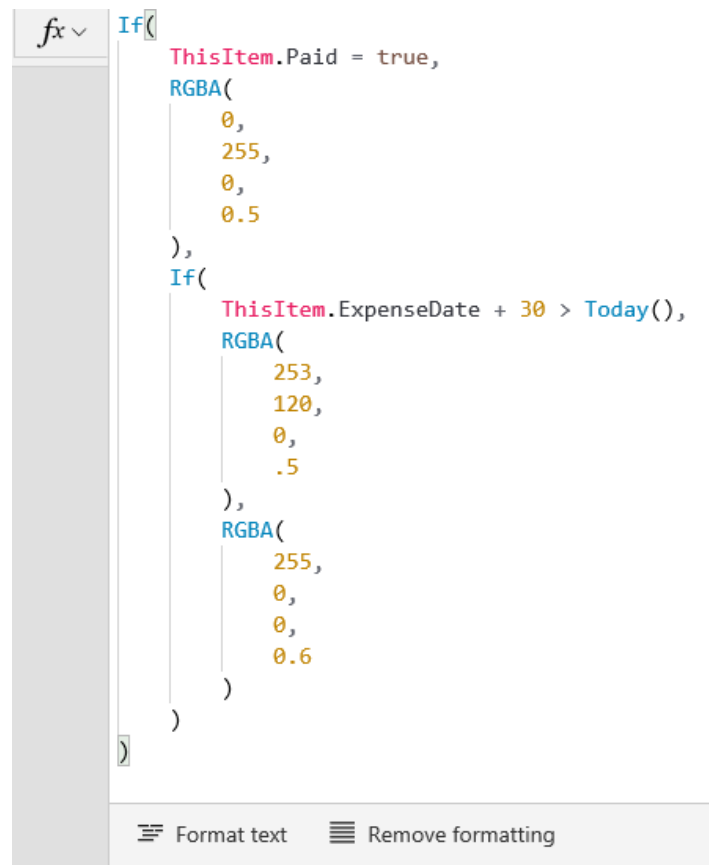 fx
If(
    ThisItem.Paid = true,
    RGBA(
        0,
        255,
        0,
        0.5
    ),
    If(
        ThisItem.ExpenseDate + 30 > Today(),
        RGBA(
            253,
            120,
            0,
            .5
        ),
        RGBA(
            255,
            0,
            0,
            0.6
        )
    )
)
Format text Remove formatting